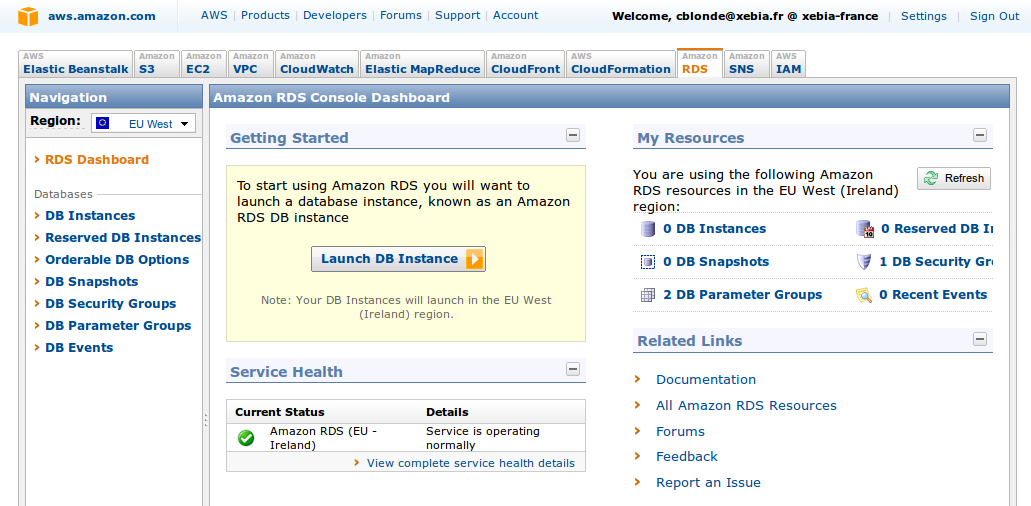 aws.amazon.com
AWS | Products | Developers | Forums | Support | Account
Welcome, cblonde@xebia.fr @ xebia-france | Settings | Sign Out
AWS
Elastic Beanstalk
Amazon
S3
Amazon
EC2
Amazon
VPC
Amazon
CloudWatch
Amazon
Elastic MapReduce
Amazon
CloudFront
AWS
CloudFormation
Amazon
RDS
Amazon
SNS
AWS
IAM
Navigation
Region:
EU West
RDS Dashboard
Databases
DB Instances
Reserved DB Instances
Orderable DB Options
DB Snapshots
DB Security Groups
DB Parameter Groups
DB Events
Amazon RDS Console Dashboard
Getting Started
To start using Amazon RDS you will want to
launch a database instance, known as an Amazon
RDS DB instance
Launch DB Instance
Note: Your DB Instances will launch in the EU West
(Ireland) region.
Service Health
Current Status Details
Amazon RDS (EU -
Ireland)
Service is operating
normally
View complete service health details
My Resources
You are using the following Amazon
RDS resources in the EU West (Ireland)
region:
Refresh
0 DB Instances
0 Reserved DB
0 DB Snapshots
1 DB Security
2 DB Parameter Groups
0 Recent Events
Related Links
Documentation
All Amazon RDS Resources
Forums
Feedback
Report an Issue